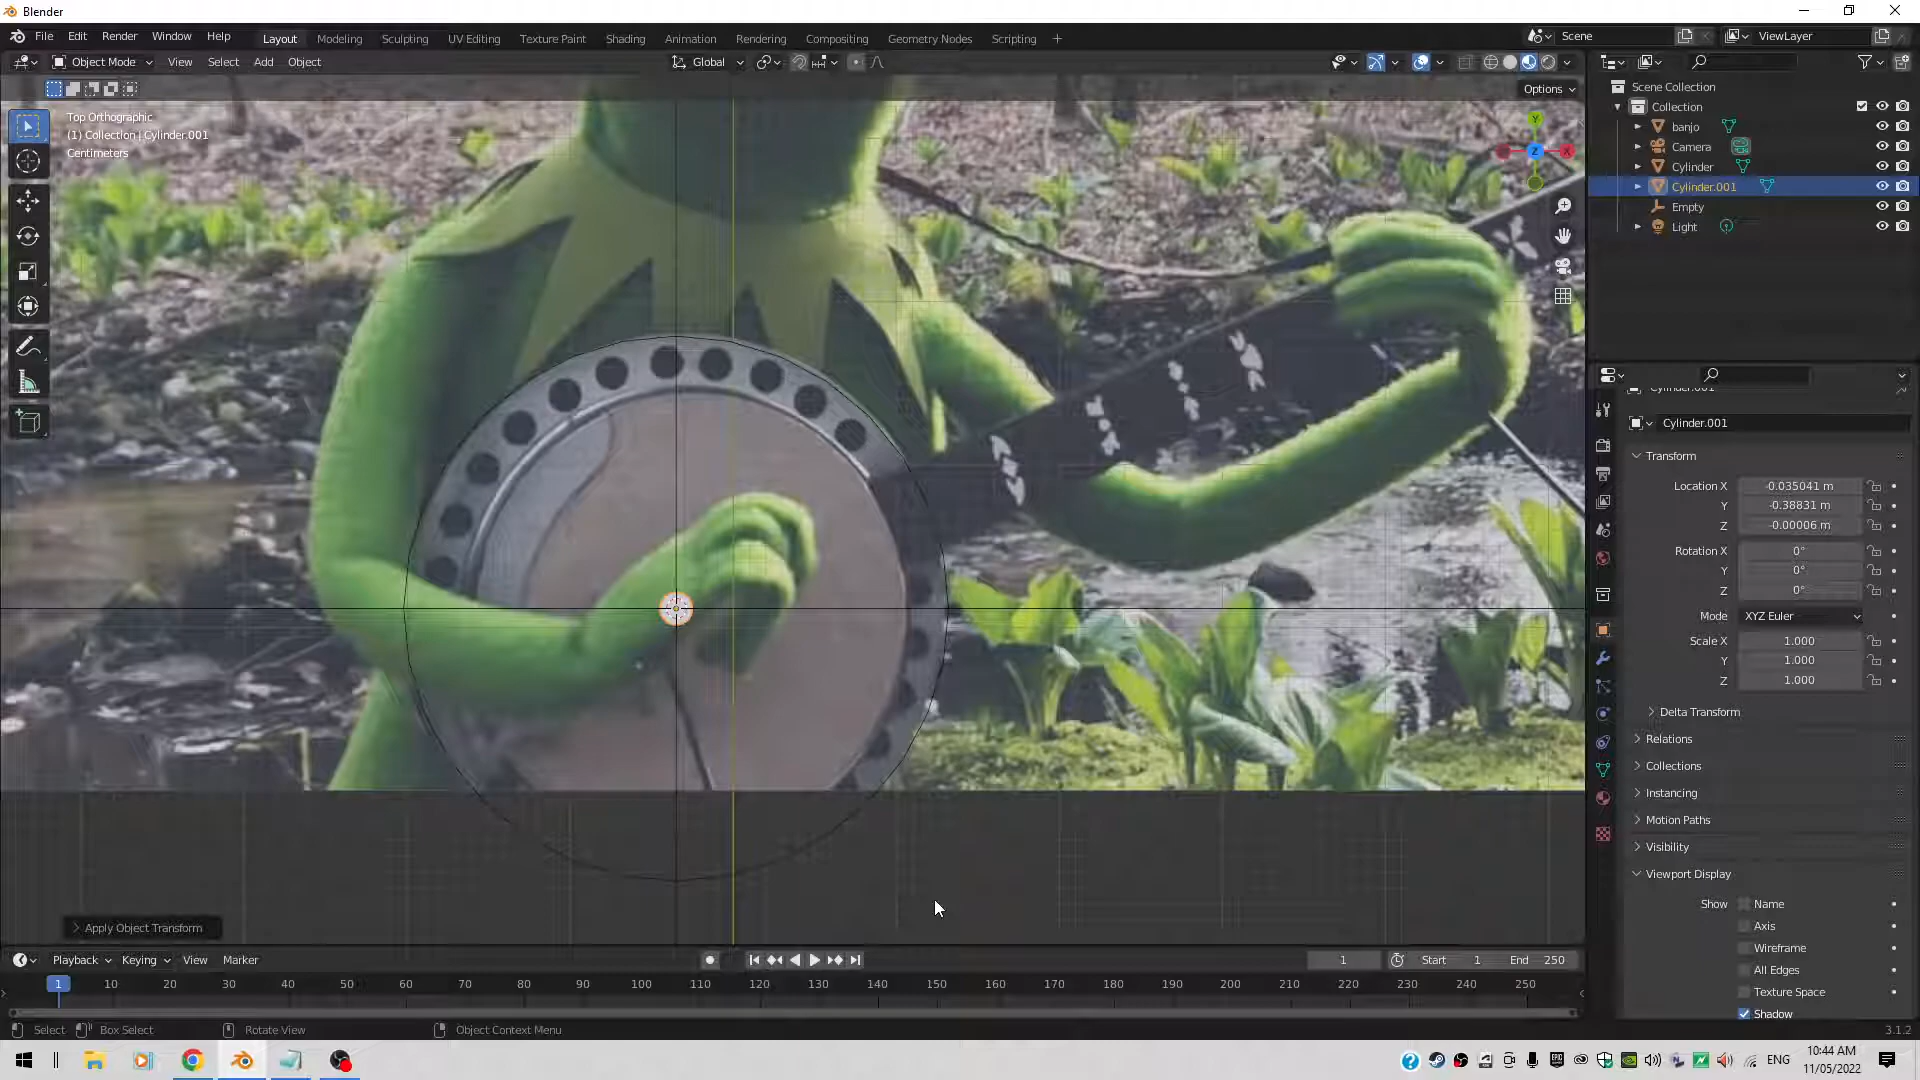 Blender
File Edit Render Window Help
Layout Modeling Sculpting UV Editing Texture Paint Shading Animation Rendering Compositing Geometry Nodes Scripting +
Scene ViewLayer
Object Mode View Select Add Object Global
Options
Top Orthographic
(1) Collection | Cylinder.001
Centimeters
Y
Z X
Scene Collection
Collection
banjo
Camera
Cylinder
Cylinder.001
Empty
Light
Cylinder.001
Cylinder.001
Transform
Location X -0.035041 m
Y -0.38831 m
Z -0.00006 m
Rotation X 0°
Y 0°
Z 0°
Mode XYZ Euler
Scale X 1.000
Y 1.000
Z 1.000
Delta Transform
Relations
Collections
Instancing
Motion Paths
Visibility
Viewport Display
Show Name
Axis
Wireframe
All Edges
Texture Space
Shadow
Apply Object Transform
Playback Keying View Marker
1 Start 1 End 250
1 10 20 30 40 50 60 70 80 90 100 110 120 130 140 150 160 170 180 190 200 210 220 230 240 250
Select Box Select Rotate View Object Context Menu 3.1.2
ENG 10:44 AM
11/05/2022